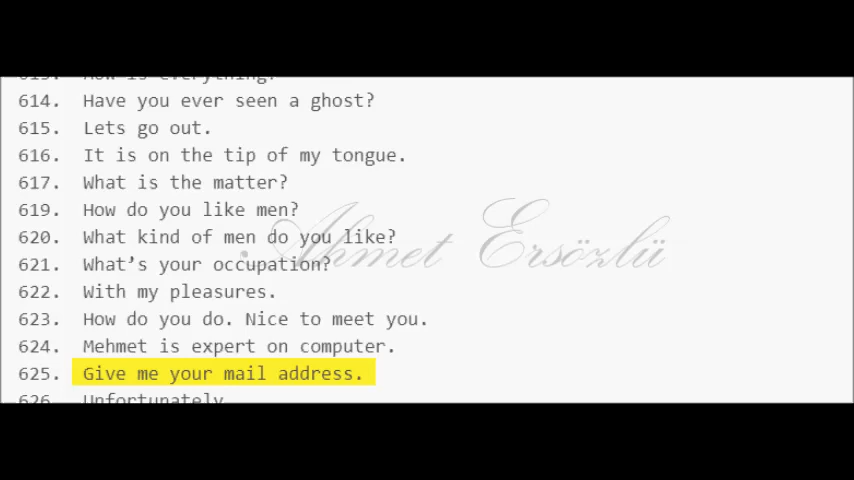 614. Have you ever seen a ghost?
615. Lets go out.
616. It is on the tip of my tongue.
617. What is the matter?
619. How do you like men?
620. What kind of men do you like?
621. What’s your occupation?
622. With my pleasures.
623. How do you do. Nice to meet you.
624. Mehmet is expert on computer.
625. Give me your mail address.
626. Unfortunately
Ahmet Ersözlü